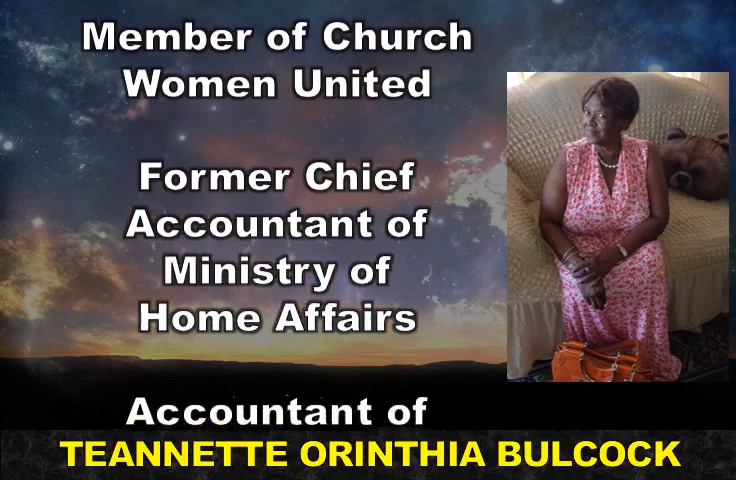 Member of Church
Women United
Former Chief
Accountant of
Ministry of
Home Affairs
Accountant of
TEANNETTE ORINTHIA BULCOCK